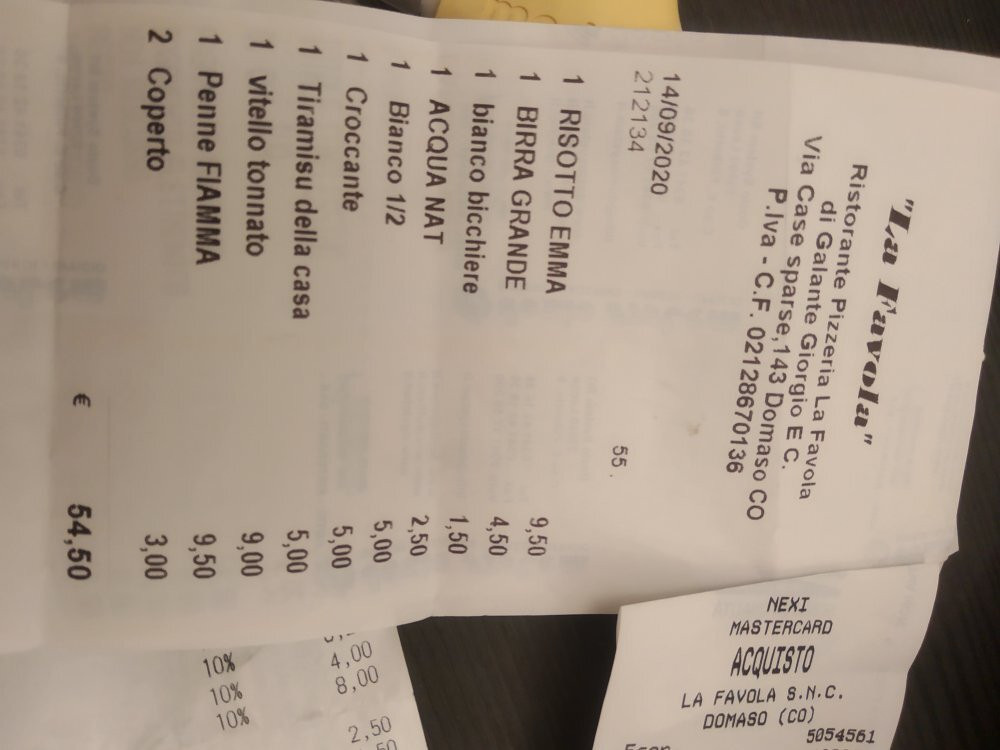 "La Favola"
Ristorante Pizzeria La Favola
di Galante Giorgio E C.
Via Case sparse,143 Domaso CO
P.Iva - C.F. 02128670136
14/09/2020
212134 55 .
1 RISOTTO EMMA 9,50
1 BIRRA GRANDE 4,50
1 bianco bicchiere 1,50
1 ACQUA NAT 2,50
1 Bianco 1/2 5,00
1 Croccante 5,00
1 Tiramisu della casa 5,00
1 vitello tonnato 9,00
1 Penne FIAMMA 9,50
2 Coperto 3,00
€ 54,50
NEXI
MASTERCARD
ACQUISTO
LA FAVOLA S.N.C.
DOMASO (CO)
5054561
10% 4,00
10% 8,00
10%
2,50